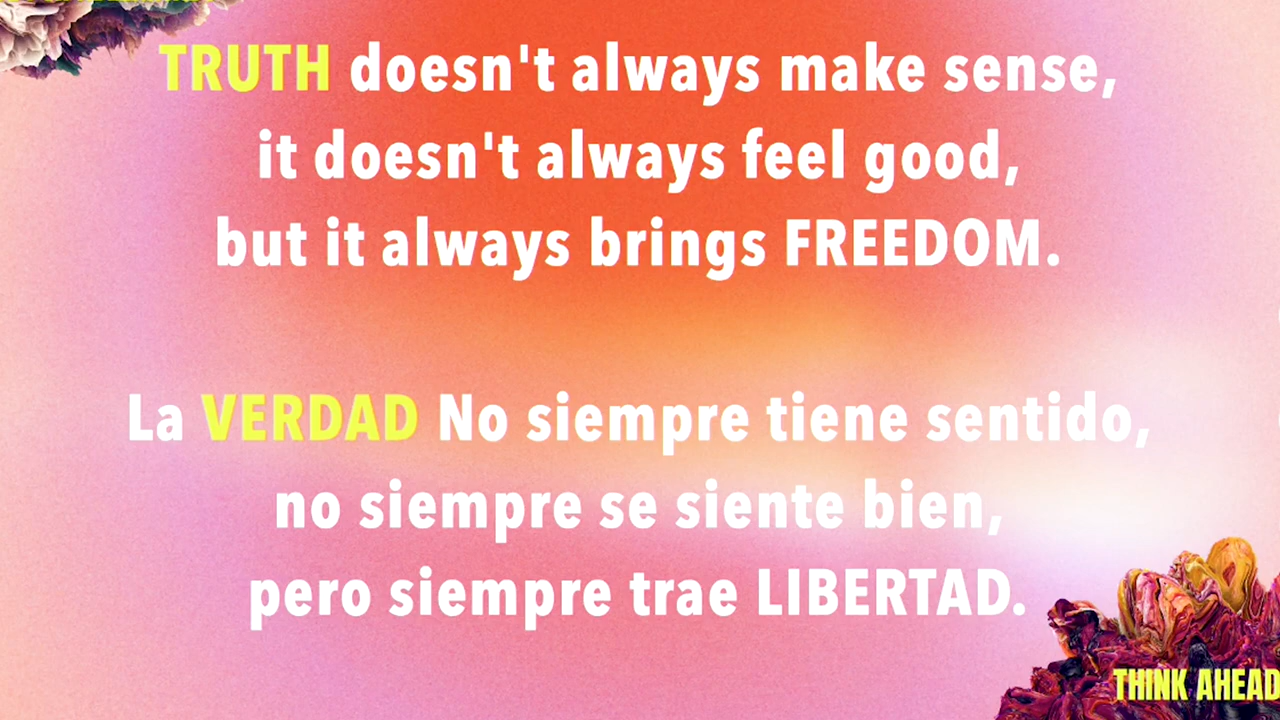 TRUTH doesn't always make sense,
it doesn't always feel good,
but it always brings FREEDOM.
La VERDAD No siempre tiene sentido,
no siempre se siente bien,
pero siempre trae LIBERTAD.
THINK AHEAD